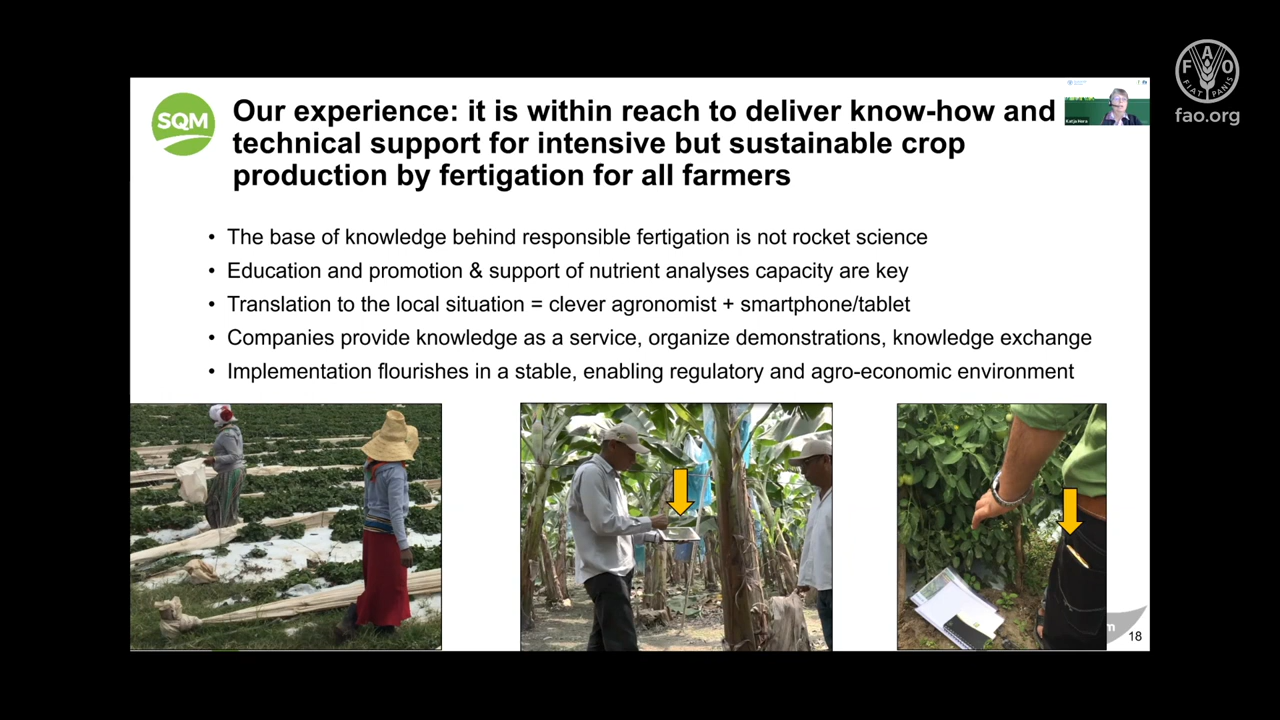 FAO
FIAT PANIS
fao.org
SQM
Our experience: it is within reach to deliver know-how and
technical support for intensive but sustainable crop
production by fertigation for all farmers
Katja Hora
• The base of knowledge behind responsible fertigation is not rocket science
• Education and promotion & support of nutrient analyses capacity are key
• Translation to the local situation = clever agronomist + smartphone/tablet
• Companies provide knowledge as a service, organize demonstrations, knowledge exchange
• Implementation flourishes in a stable, enabling regulatory and agro-economic environment
18